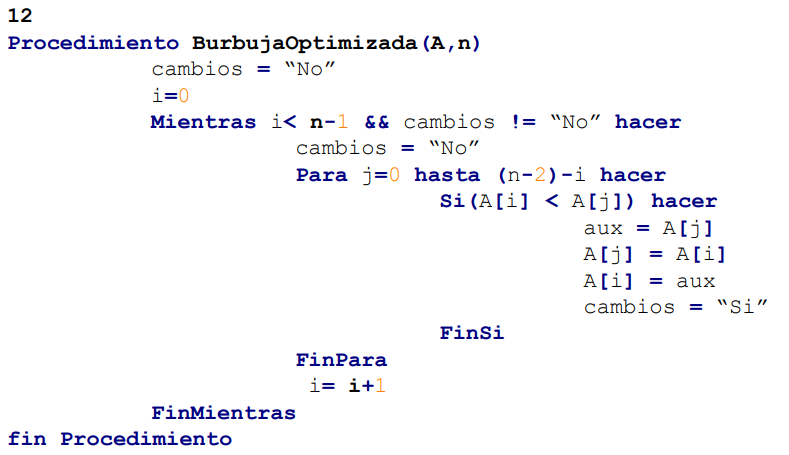 12
Procedimiento BurbujaOptimizada(A,n)
cambios = “No”
i=0
Mientras i< n-1 && cambios != “No” hacer
cambios = “No”
Para j=0 hasta (n-2)-i hacer
Si(A[i] < A[j]) hacer
aux = A[j]
A[j] = A[i]
A[i] = aux
cambios = “Si”
FinSi
FinPara
i= i+1
FinMientras
fin Procedimiento